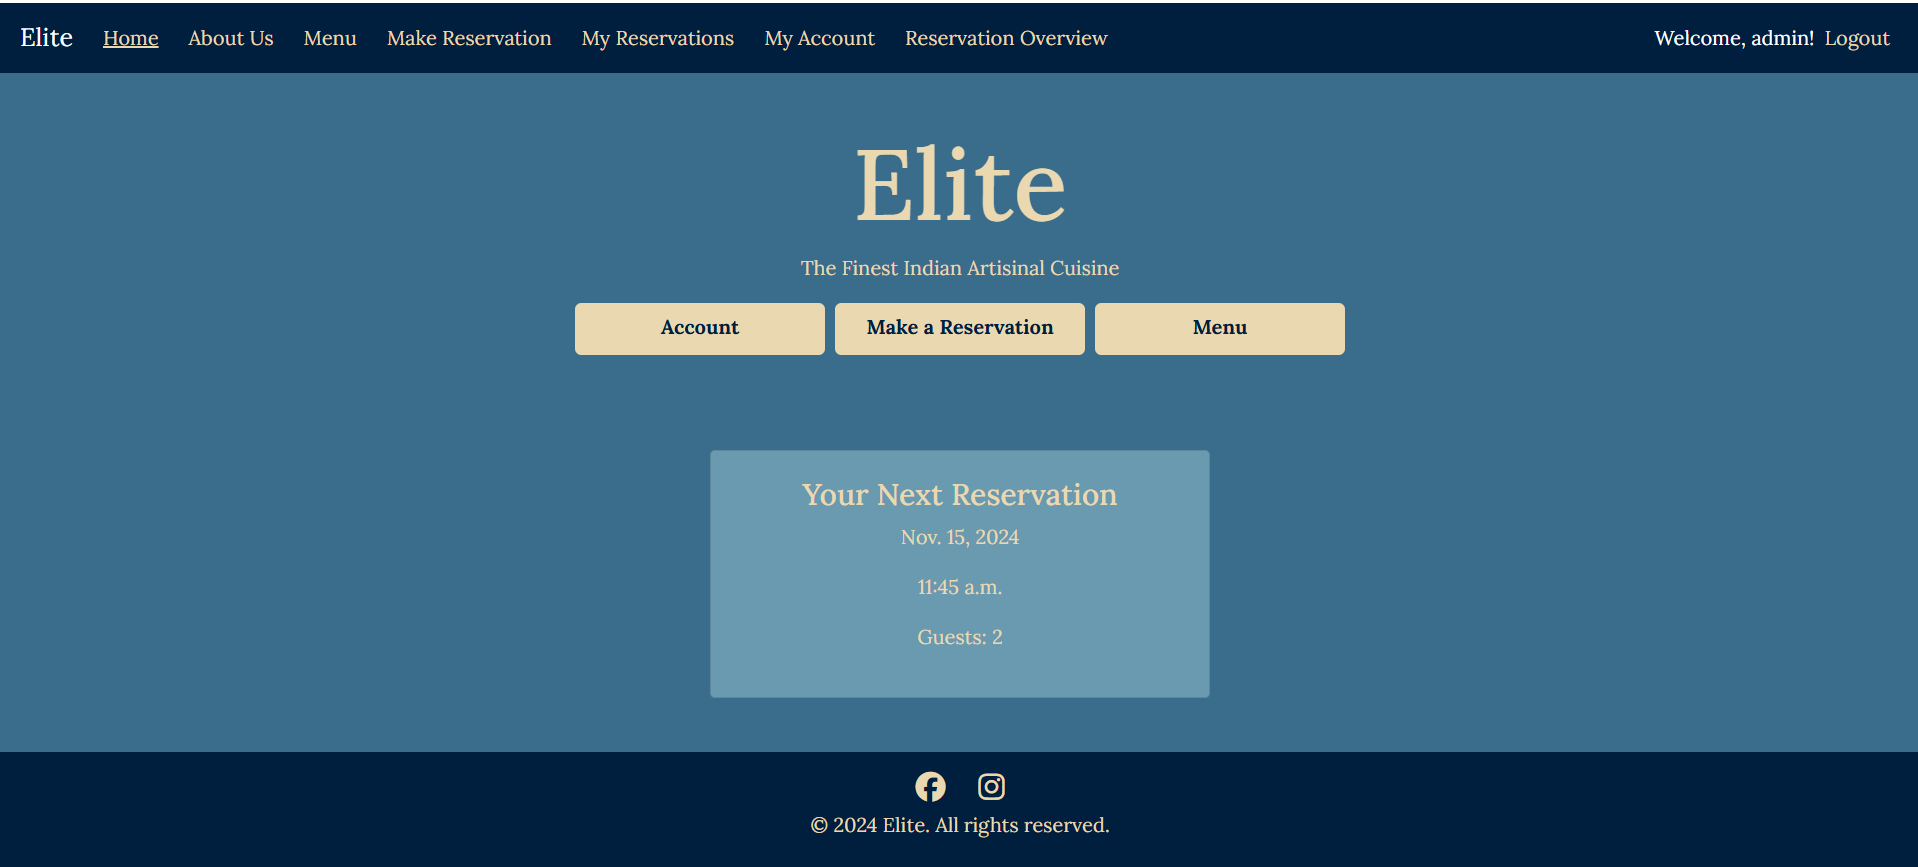 Elite Home About Us Menu Make Reservation My Reservations My Account Reservation Overview Welcome, admin! Logout
Elite
The Finest Indian Artisinal Cuisine
Account Make a Reservation Menu
Your Next Reservation
Nov. 15, 2024
11:45 a.m.
Guests: 2
© 2024 Elite. All rights reserved.